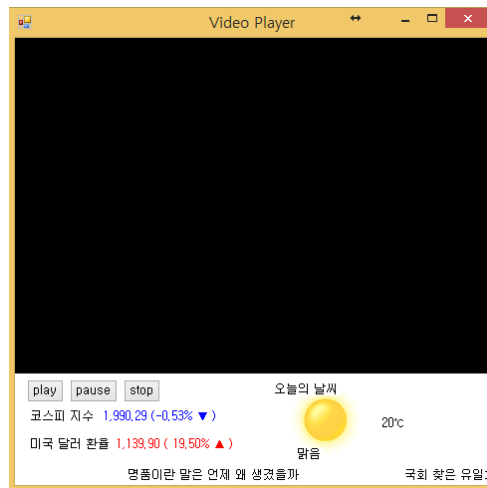 Video Player
play pause stop
오늘의 날씨
코스피 지수 1,990,29 (-0,53% ▼ )
20℃
미국 달러 환율 1,139,90 ( 19,50% ▲ )
맑음
명품이란 말은 언제 왜 생겼을까 국회 찾은 유일